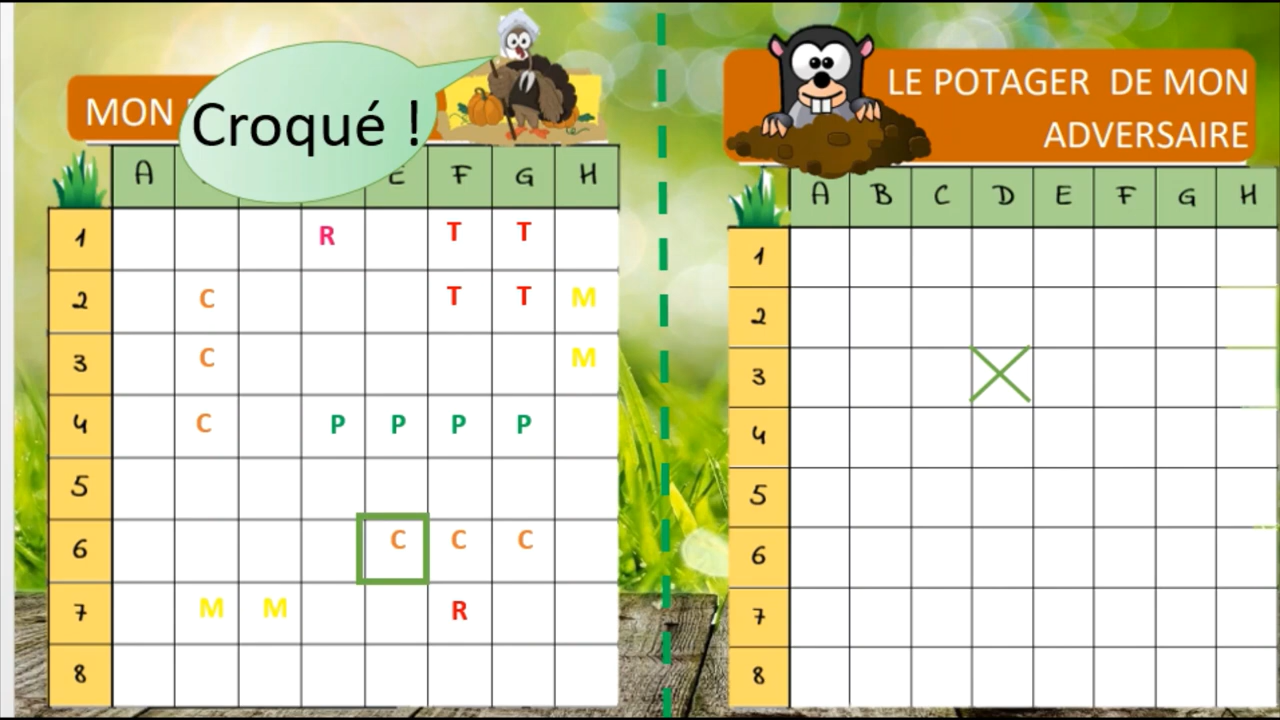 Croqué !
MON
A E F G H
1 R T T
2 C T T M
3 C M
4 C P P P P
5
6 C C C
7 M M R
8
LE POTAGER DE MON
ADVERSAIRE
A B C D E F G H
1
2
3
4
5
6
7
8